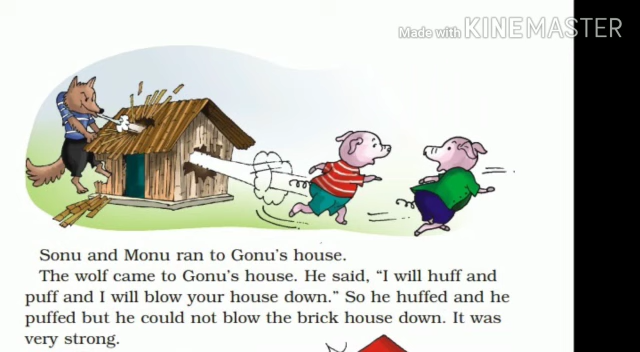 Made with KINEMASTER
Sonu and Monu ran to Gonu's house.
The wolf came to Gonu's house. He said, "I will huff and
puff and I will blow your house down." So he huffed and he
puffed but he could not blow the brick house down. It was
very strong.